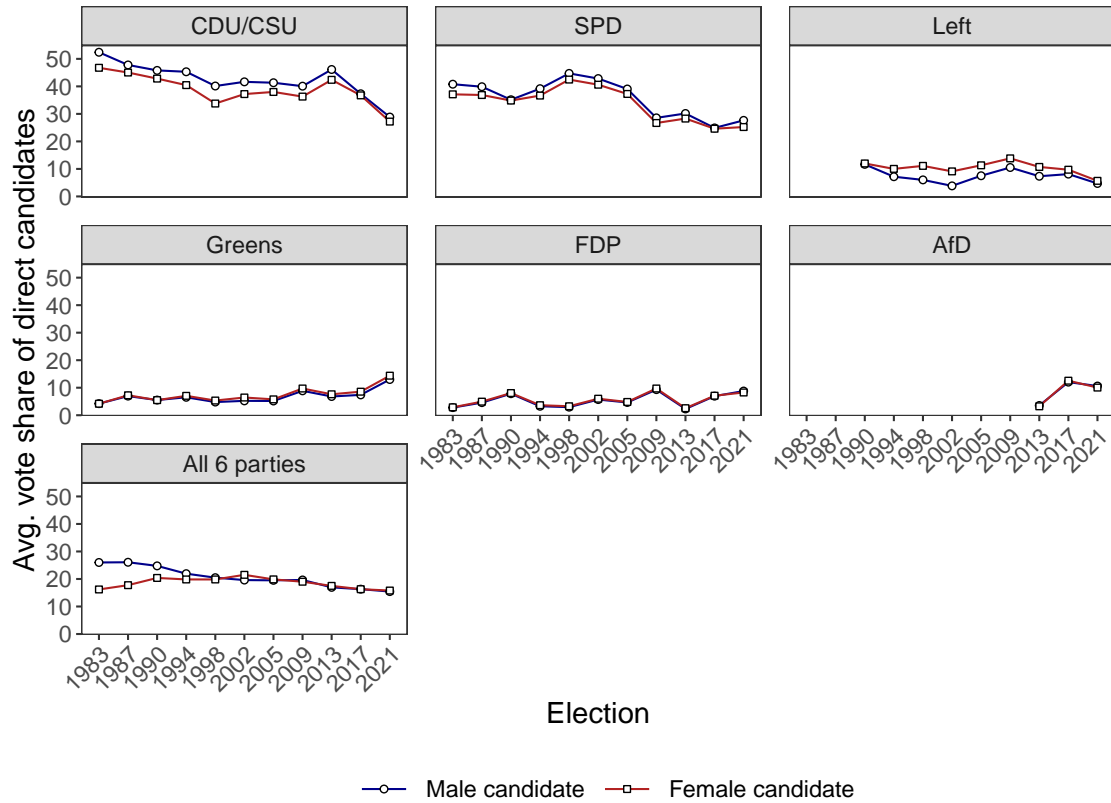 CDU/CSU SPD Left
50
40
30
20
10
0
Greens FDP AfD
50
40
30
20
10
0
1983 1987 1990 1994 1998 2002 2005 2009 2013 2017 2021
1983 1987 1990 1994 1998 2002 2005 2009 2013 2017 2021
All 6 parties
50
40
30
20
10
0
1983 1987 1990 1994 1998 2002 2005 2009 2013 2017 2021
Avg. vote share of direct candidates
Election
Male candidate Female candidate